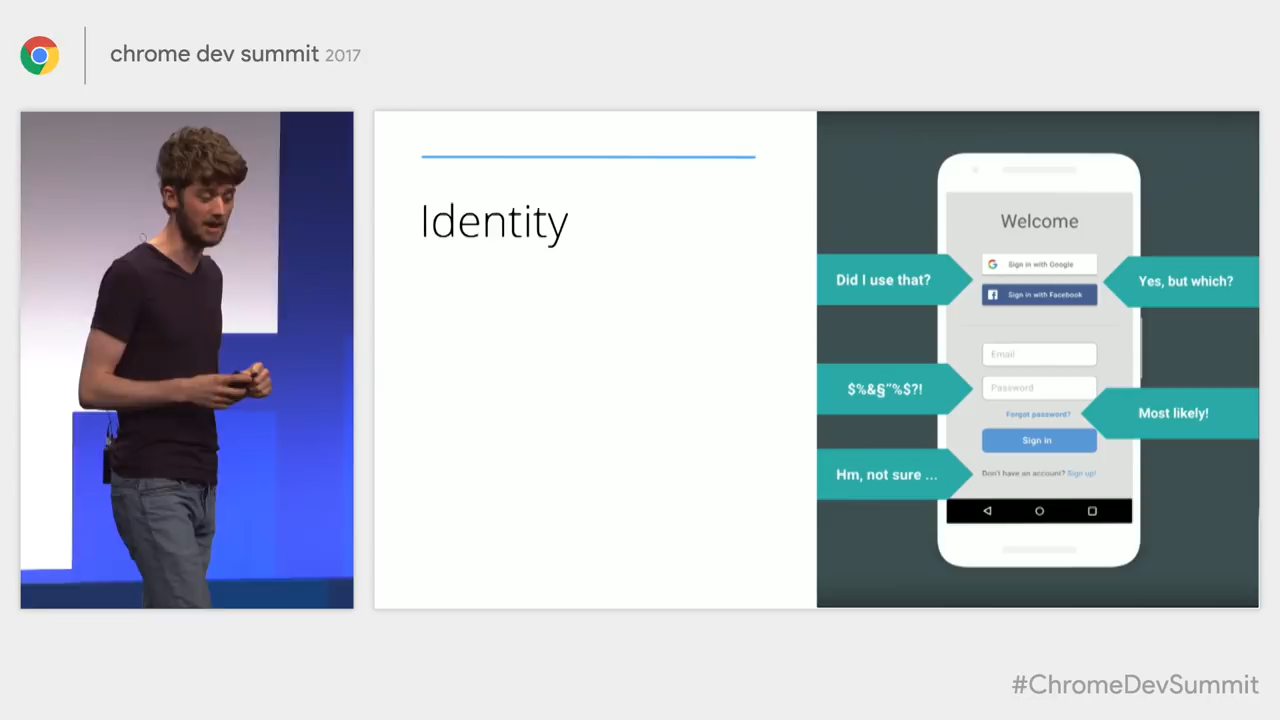 chrome dev summit 2017
Identity
Welcome
Sign in with Google
Did I use that?
Yes, but which?
Sign in with Facebook
Email
$%&§"%$?!
Password
Forgot password?
Most likely!
Sign in
Hm, not sure ...
Don't have an account? Sign up!
#ChromeDevSummit